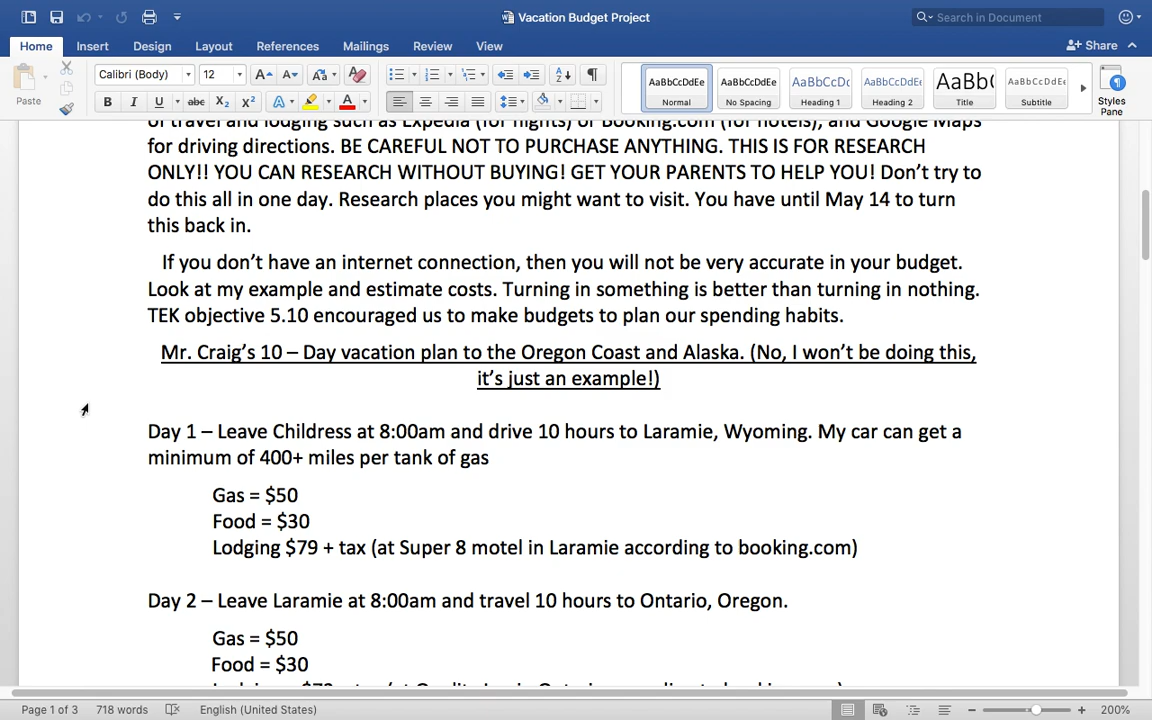 Vacation Budget Project
Search in Document
Home Insert Design Layout References Mailings Review View
Share
Paste
Calibri (Body) 12
B I U abc X₂ X²
AaBbCcDdEe AaBbCcDdEe AaBbCcDc AaBbCcDdEe AaBb( AaBbCcDdEe
Normal No Spacing Heading 1 Heading 2 Title Subtitle
Styles
Pane
of travel and lodging such as Expedia (for flights) or Booking.com (for hotels), and Google Maps
for driving directions. BE CAREFUL NOT TO PURCHASE ANYTHING. THIS IS FOR RESEARCH
ONLY!! YOU CAN RESEARCH WITHOUT BUYING! GET YOUR PARENTS TO HELP YOU! Don’t try to
do this all in one day. Research places you might want to visit. You have until May 14 to turn
this back in.
If you don’t have an internet connection, then you will not be very accurate in your budget.
Look at my example and estimate costs. Turning in something is better than turning in nothing.
TEK objective 5.10 encouraged us to make budgets to plan our spending habits.
Mr. Craig’s 10 – Day vacation plan to the Oregon Coast and Alaska. (No, I won’t be doing this,
it’s just an example!)
Day 1 – Leave Childress at 8:00am and drive 10 hours to Laramie, Wyoming. My car can get a
minimum of 400+ miles per tank of gas
Gas = $50
Food = $30
Lodging $79 + tax (at Super 8 motel in Laramie according to booking.com)
Day 2 – Leave Laramie at 8:00am and travel 10 hours to Ontario, Oregon.
Gas = $50
Food = $30
Page 1 of 3 718 words English (United States) 200%